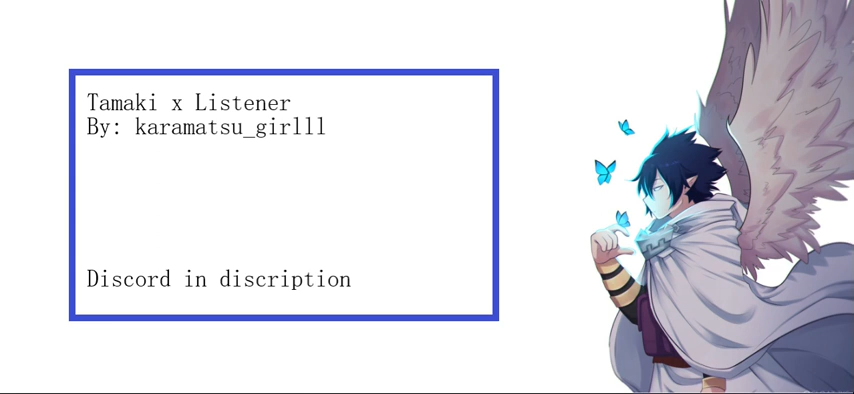 Tamaki x Listener
By: karamatsu_girlll
Discord in discription